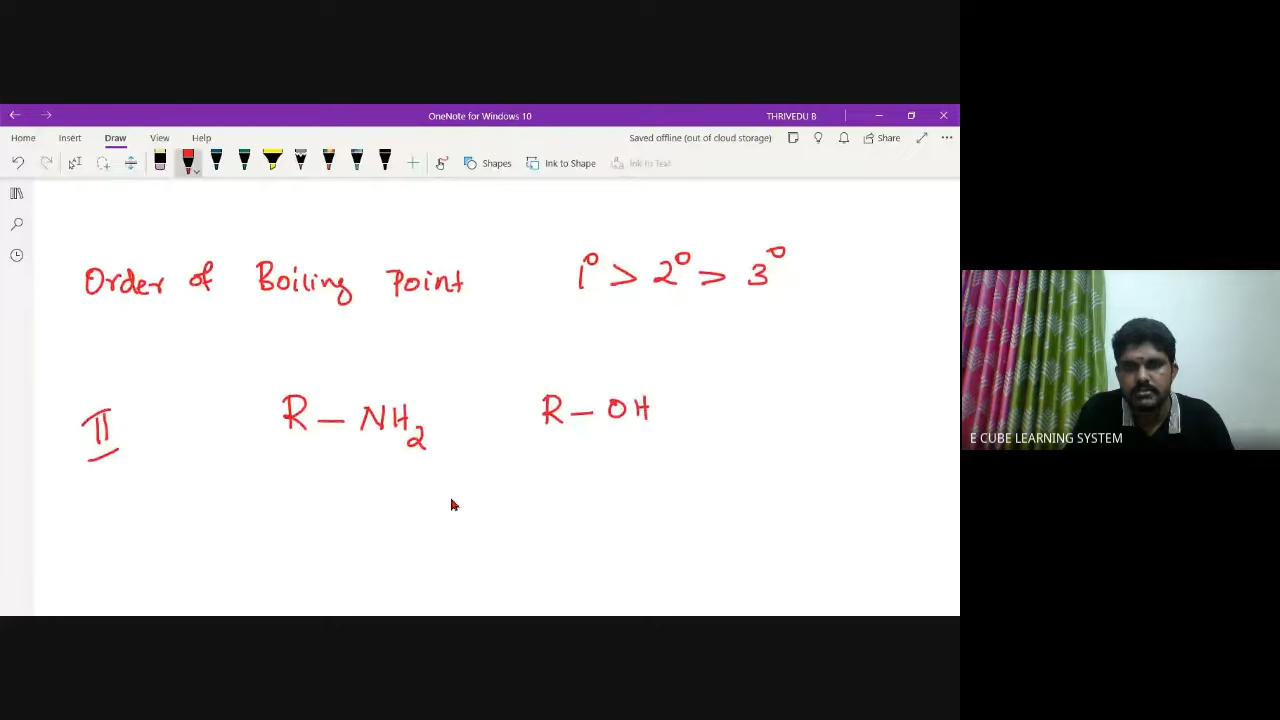 OneNote for Windows 10
THRIVEDU B
Home Insert Draw View Help
Saved offline (out of cloud storage)
Share
Shapes
Ink to Shape
Ink to Text
Order of Boiling Point 1° > 2° > 3°
II R – NH2 R – OH
E CUBE LEARNING SYSTEM